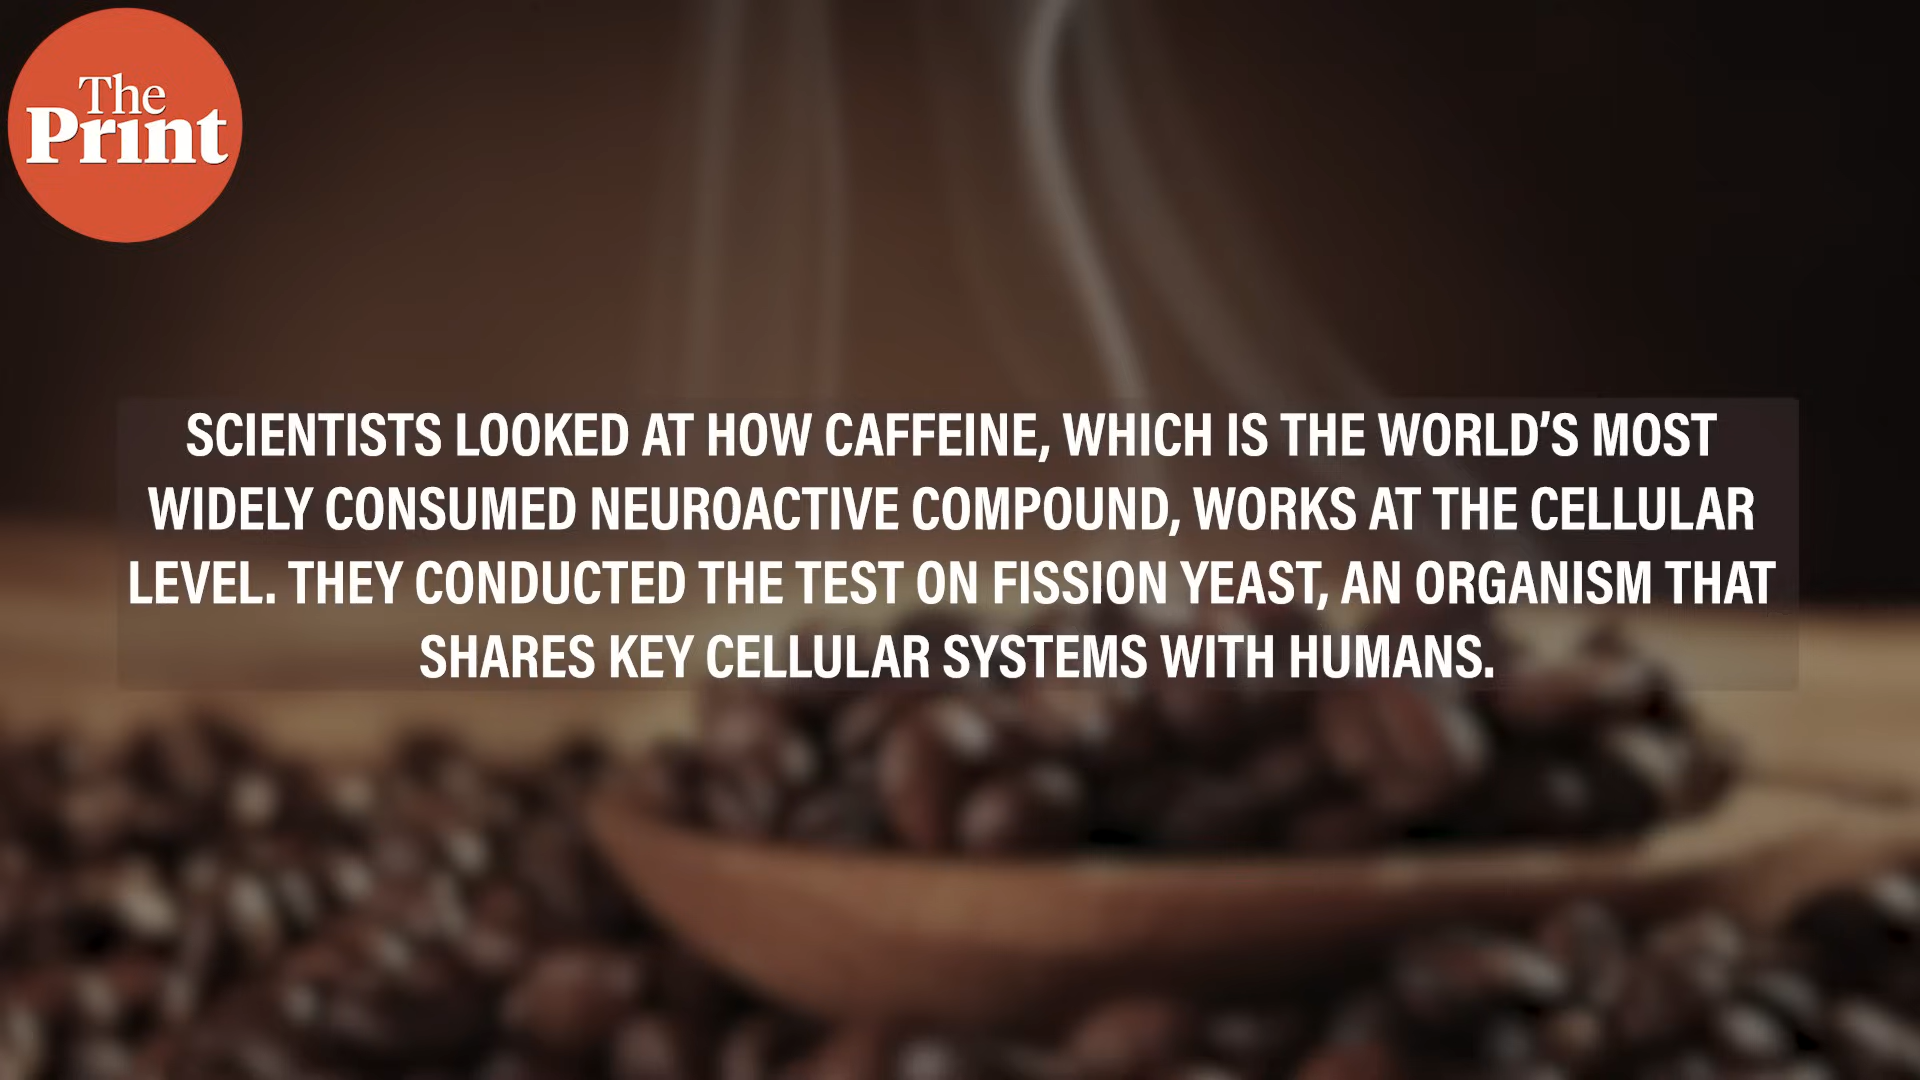 The
Print
SCIENTISTS LOOKED AT HOW CAFFEINE, WHICH IS THE WORLD'S MOST
WIDELY CONSUMED NEUROACTIVE COMPOUND, WORKS AT THE CELLULAR
LEVEL. THEY CONDUCTED THE TEST ON FISSION YEAST, AN ORGANISM THAT
SHARES KEY CELLULAR SYSTEMS WITH HUMANS.